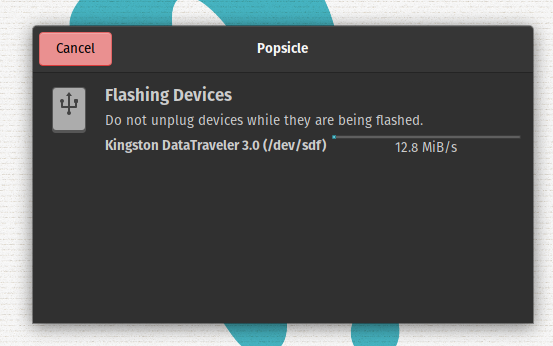 Cancel
Popsicle
Flashing Devices
Do not unplug devices while they are being flashed.
Kingston DataTraveler 3.0 (/dev/sdf)
12.8 MiB/s